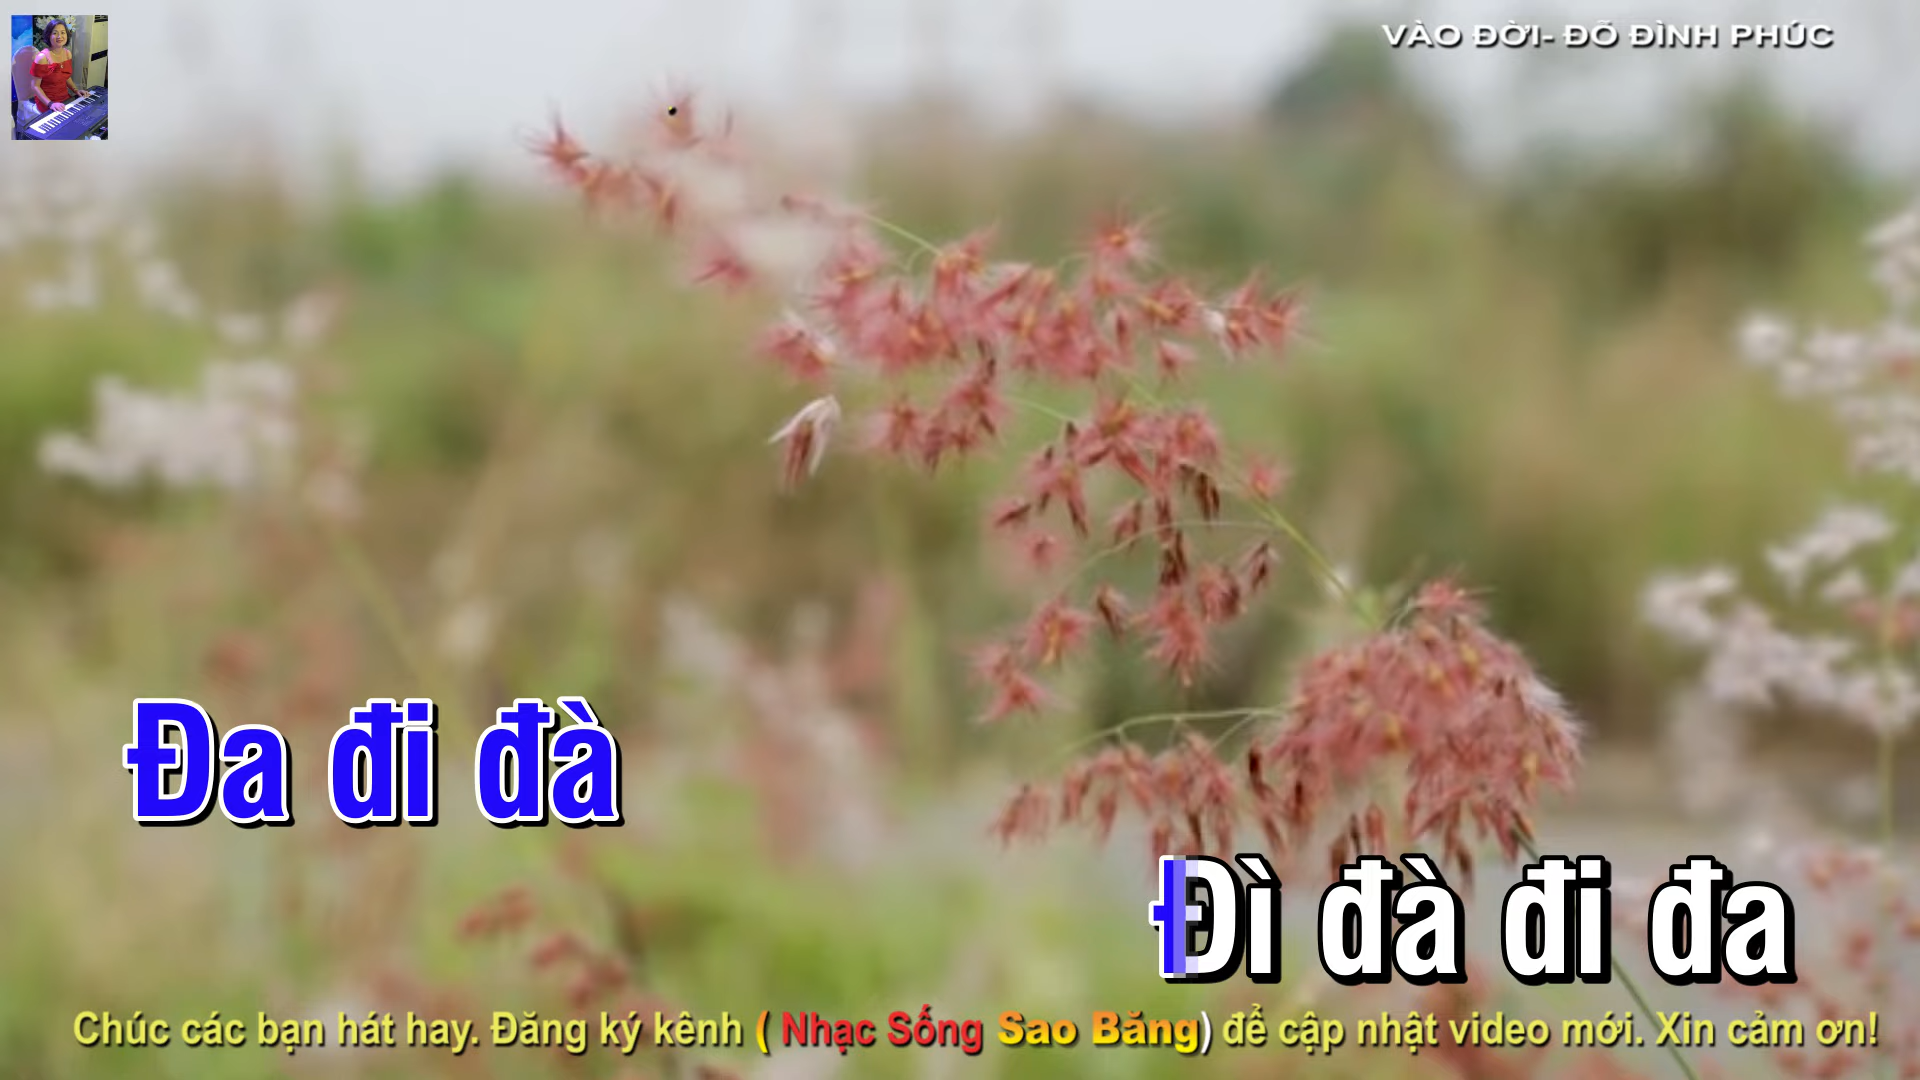 VÀO ĐỜI- ĐỖ ĐÌNH PHÚC
Đa đi đà
Đì đà đi đa
Chúc các bạn hát hay. Đăng ký kênh ( Nhạc Sống Sao Băng) để cập nhật video mới. Xin cảm ơn!